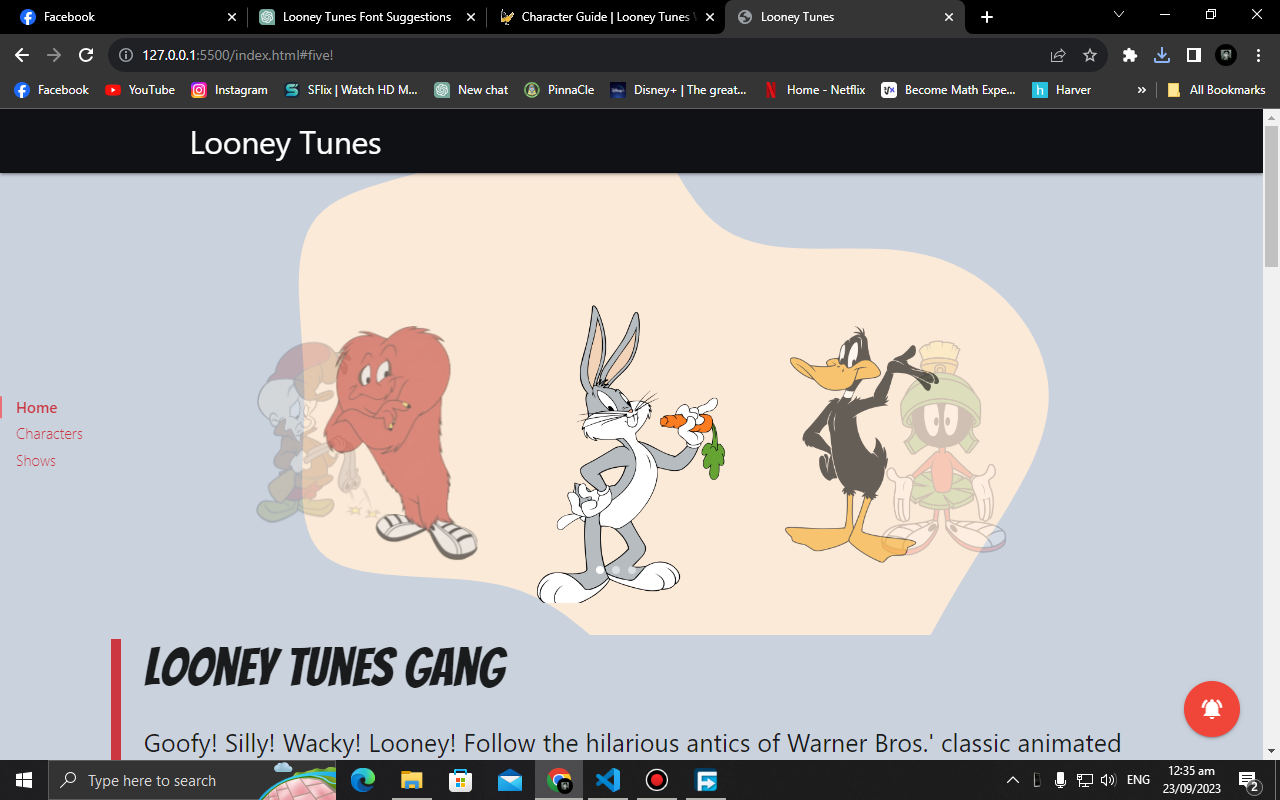 Facebook
Looney Tunes Font Suggestions
Character Guide | Looney Tunes
Looney Tunes
127.0.0.1:5500/index.html#five!
Facebook
YouTube
Instagram
SFlix | Watch HD M...
New chat
PinnaCle
Disney+ | The great...
Home - Netflix
Become Math Expe...
Harver
»
All Bookmarks
Looney Tunes
Home
Characters
Shows
LOONEY TUNES GANG
Goofy! Silly! Wacky! Looney! Follow the hilarious antics of Warner Bros.' classic animated
Type here to search
ENG
12:35 am
23/09/2023
2